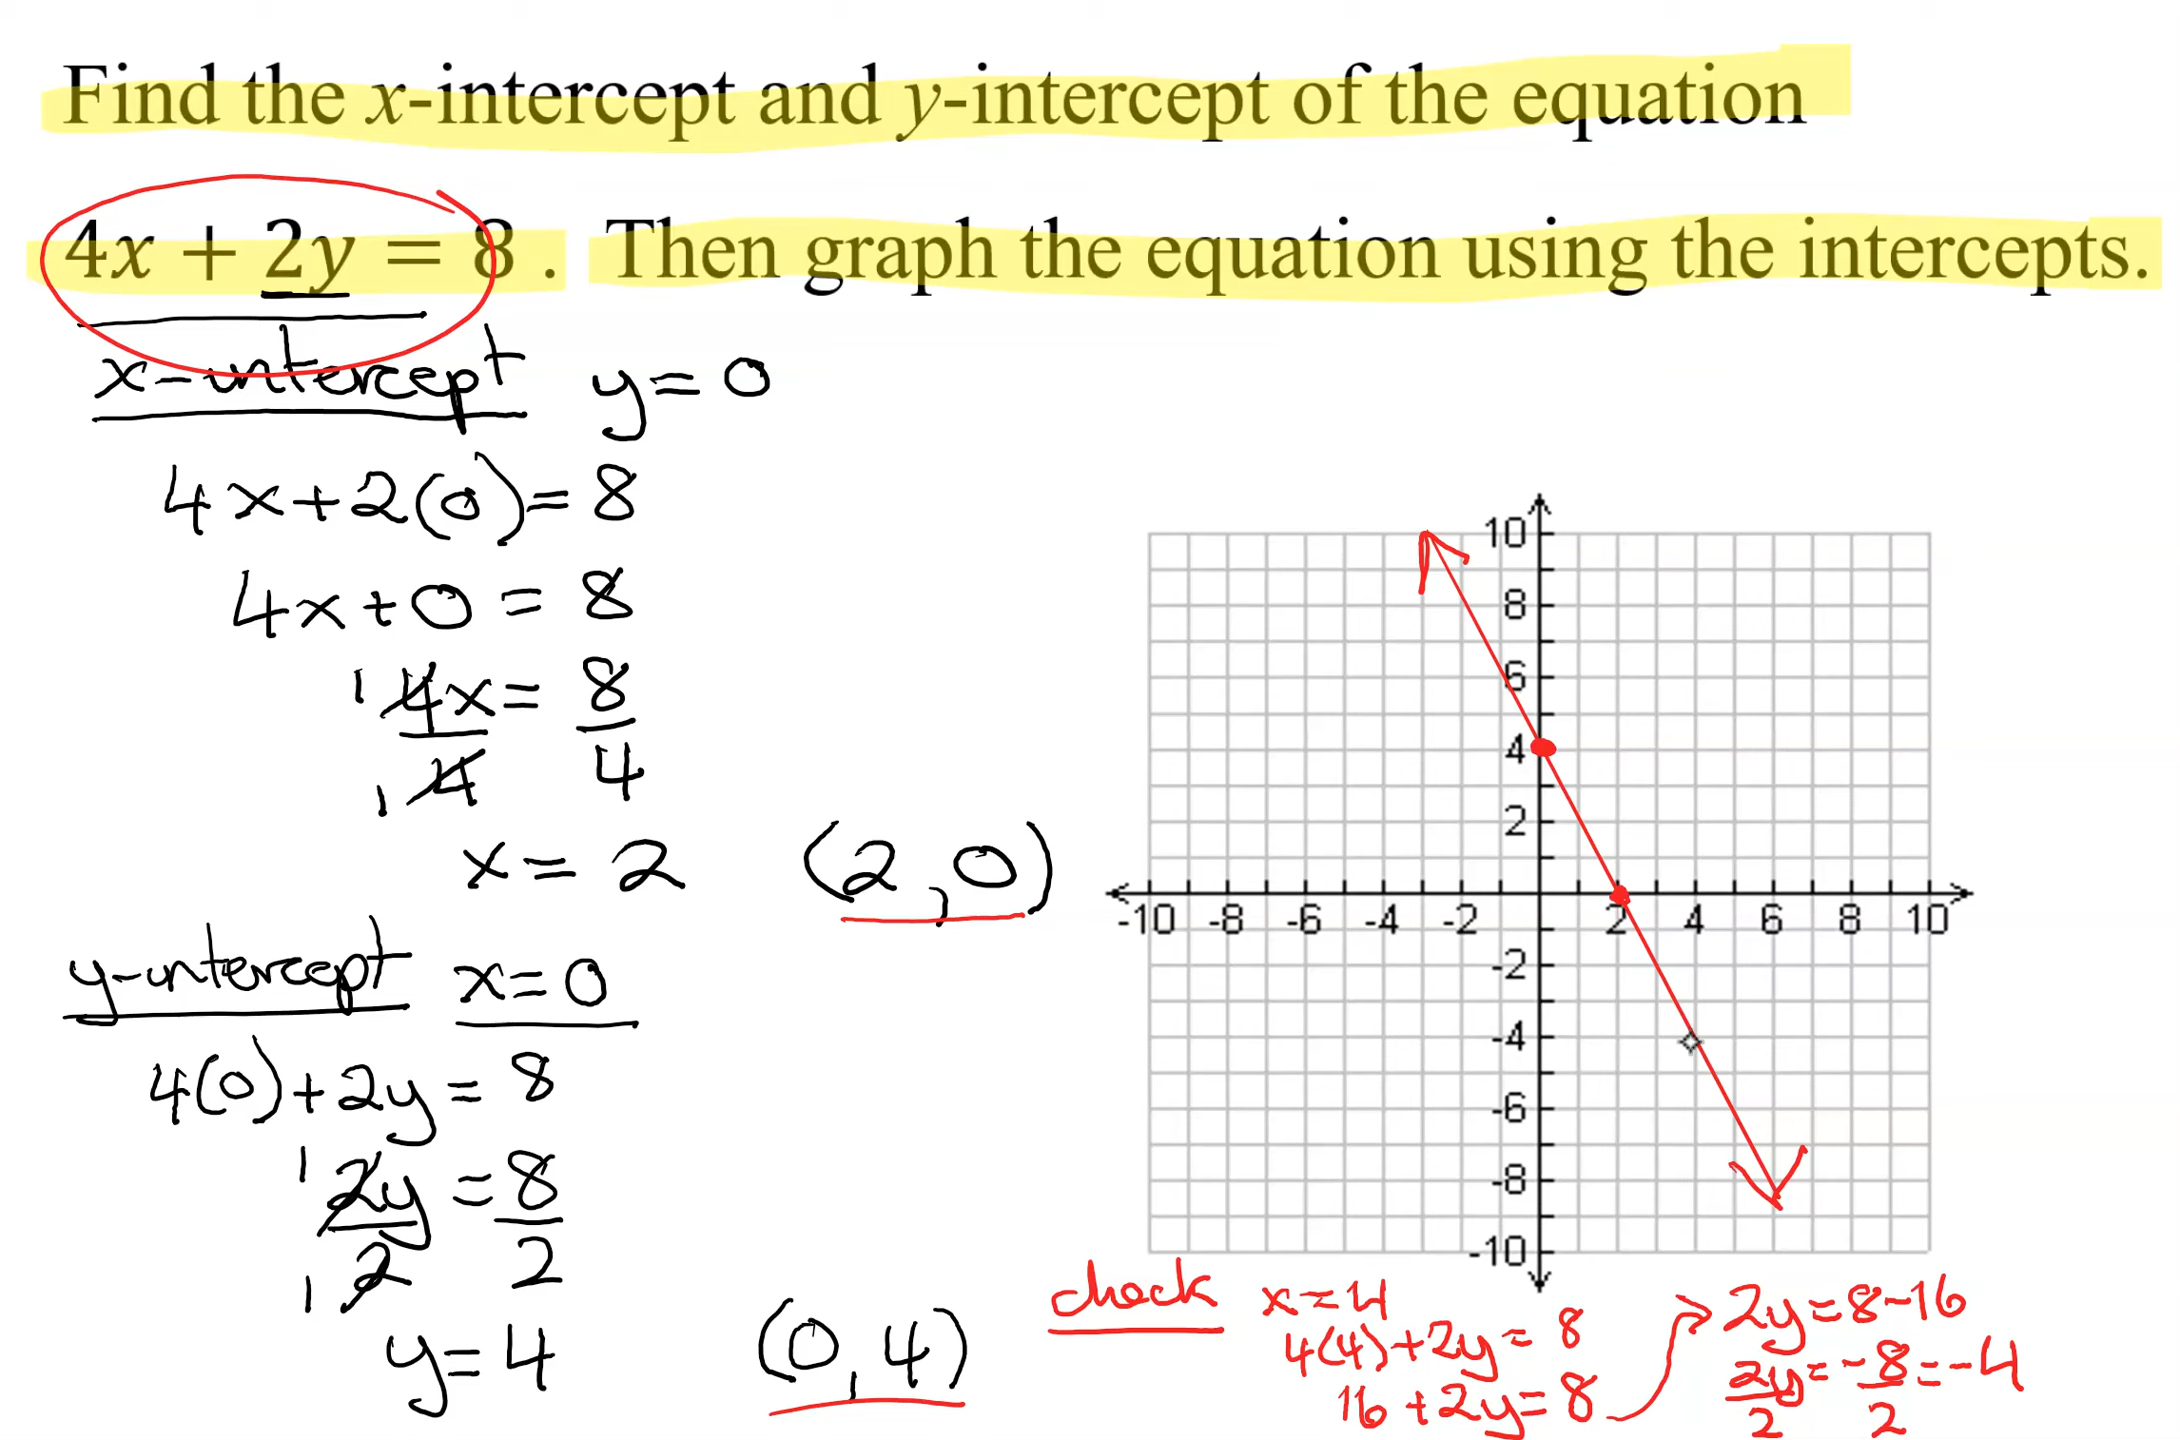 Find the x-intercept and y-intercept of the equation
4x + 2y = 8 . Then graph the equation using the intercepts.
x-intercept y=0
4x+2(0)=8
4x+0=8
1 4x = 8
1 4 4
x=2 (2,0)
y-intercept x=0
4(0)+2y=8
1 2y = 8
1 2 2
y=4 (0,4)
10
8
6
4
2
-10 -8 -6 -4 -2 2 4 6 8 10
-2
-4
-6
-8
-10
check x=4
4(4)+2y=8
16+2y=8
2y=8-16
2y = -8 = -4
2 2